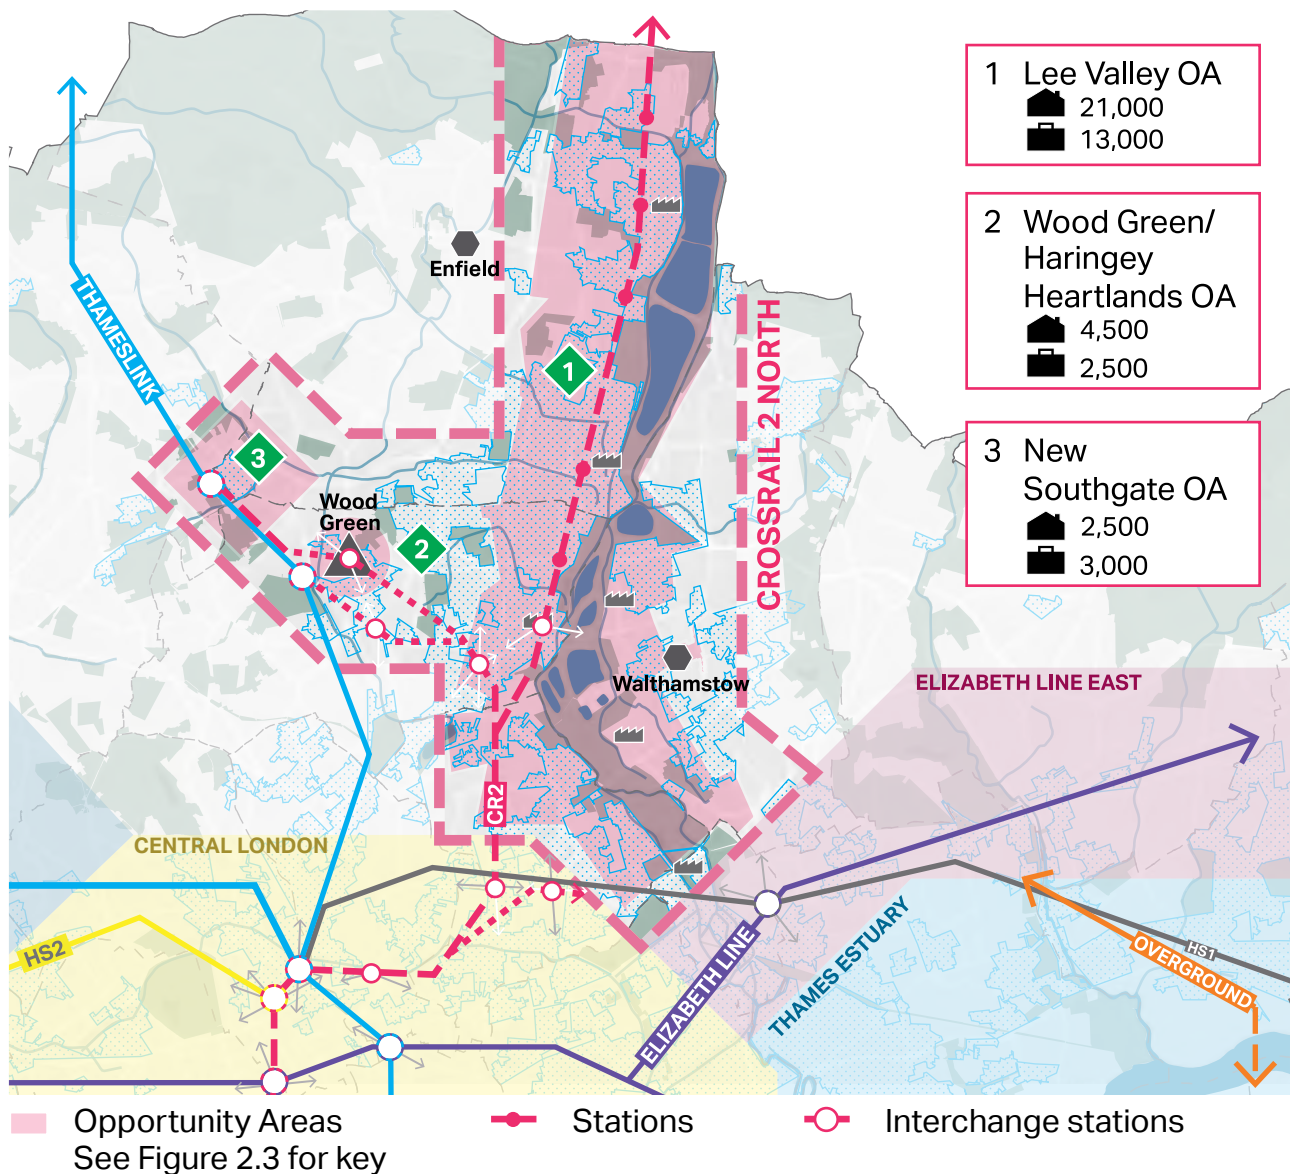 1 Lee Valley OA
21,000
13,000
2 Wood Green/
Haringey
Heartlands OA
4,500
2,500
3 New
Southgate OA
2,500
3,000
THAMESLINK
Enfield
1
3
Wood
Green
2
CROSSRAIL 2 NORTH
Walthamstow
ELIZABETH LINE EAST
CR2
CENTRAL LONDON
HS2
ELIZABETH LINE
THAMES ESTUARY
HS1
OVERGROUND
Opportunity Areas
See Figure 2.3 for key
Stations
Interchange stations